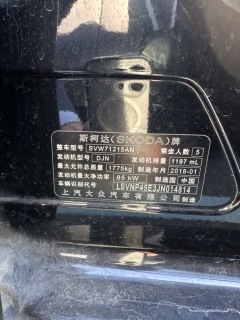 斯柯达(SKODA)牌
整车型号 SVW71215AN 乘坐人数 5
发动机型号 DJN 发动机排量 1197 mL
最大允许总质量 1775kg 制造年月 2018-01
发动机最大净功率 85 kW 制造国 中国
车辆识别代号 LSVNP45E3JN014814
上汽大众汽车有限公司 制造